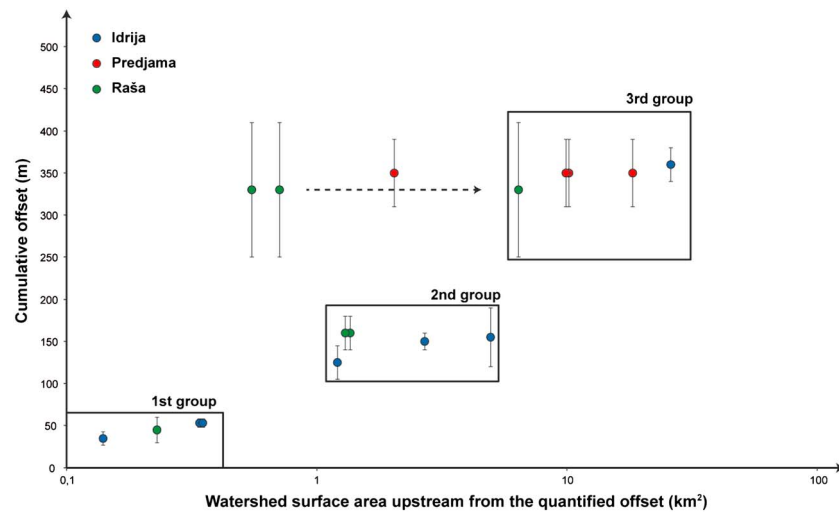 500
450
400
350
300
250
200
150
100
50
0
Cumulative offset (m)
Idrija
Predjama
Raša
3rd group
2nd group
1st group
0,1
1
10
100
Watershed surface area upstream from the quantified offset (km²)